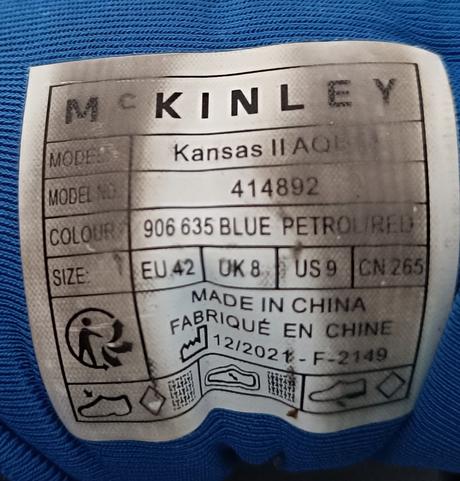 McKINLEY
MODEL Kansas II AQB
MODEL NO 414892
COLOUR 906 635 BLUE PETROL/RED
SIZE: EU 42 UK 8 US 9 CN 265
MADE IN CHINA
FABRIQUÉ EN CHINE
12/2021 - F-2149